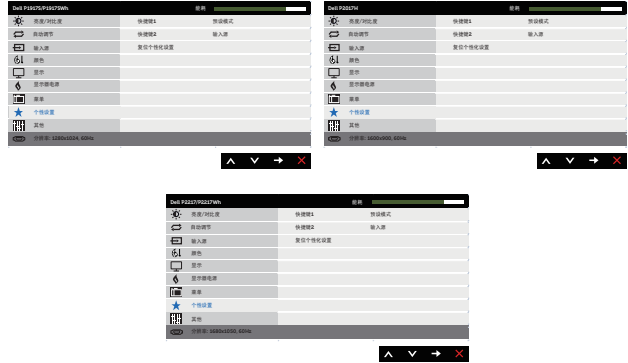 Dell P1917S/P1917SWh 能耗
亮度/对比度 快捷键1 预设模式
自动调节 快捷键2 输入源
输入源 复位个性化设置
颜色
显示
显示器电源
菜单
个性设置
其他
分辨率: 1280x1024, 60Hz
Dell P2017H 能耗
亮度/对比度 快捷键1 预设模式
自动调节 快捷键2 输入源
输入源 复位个性化设置
颜色
显示
显示器电源
菜单
个性设置
其他
分辨率: 1600x900, 60Hz
Dell P2217/P2217Wh 能耗
亮度/对比度 快捷键1 预设模式
自动调节 快捷键2 输入源
输入源 复位个性化设置
颜色
显示
显示器电源
菜单
个性设置
其他
分辨率: 1680x1050, 60Hz